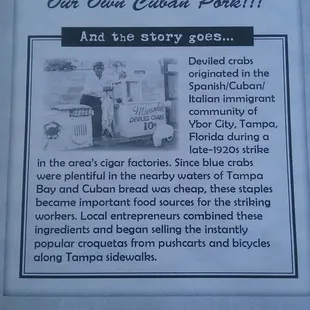 Our Own Cuban Pork!!!
And the story goes...
Deviled crabs
originated in the
Spanish/Cuban/
Italian immigrant
community of
Ybor City, Tampa,
Florida during a
late-1920s strike
in the area's cigar factories. Since blue crabs
were plentiful in the nearby waters of Tampa
Bay and Cuban bread was cheap, these staples
became important food sources for the striking
workers. Local entrepreneurs combined these
ingredients and began selling the instantly
popular croquetas from pushcarts and bicycles
along Tampa sidewalks.
DEVILED
CRABS
10¢